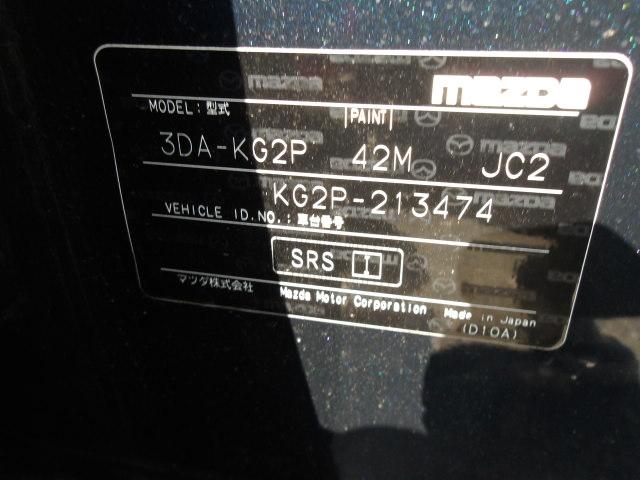 mazda
MODEL: 型式 PAINT
3DA-KG2P 42M JC2
KG2P-213474
VEHICLE ID.NO.: 車台番号
SRS I
マツダ株式会社 Mazda Motor Corporation Made in Japan
(D10A)